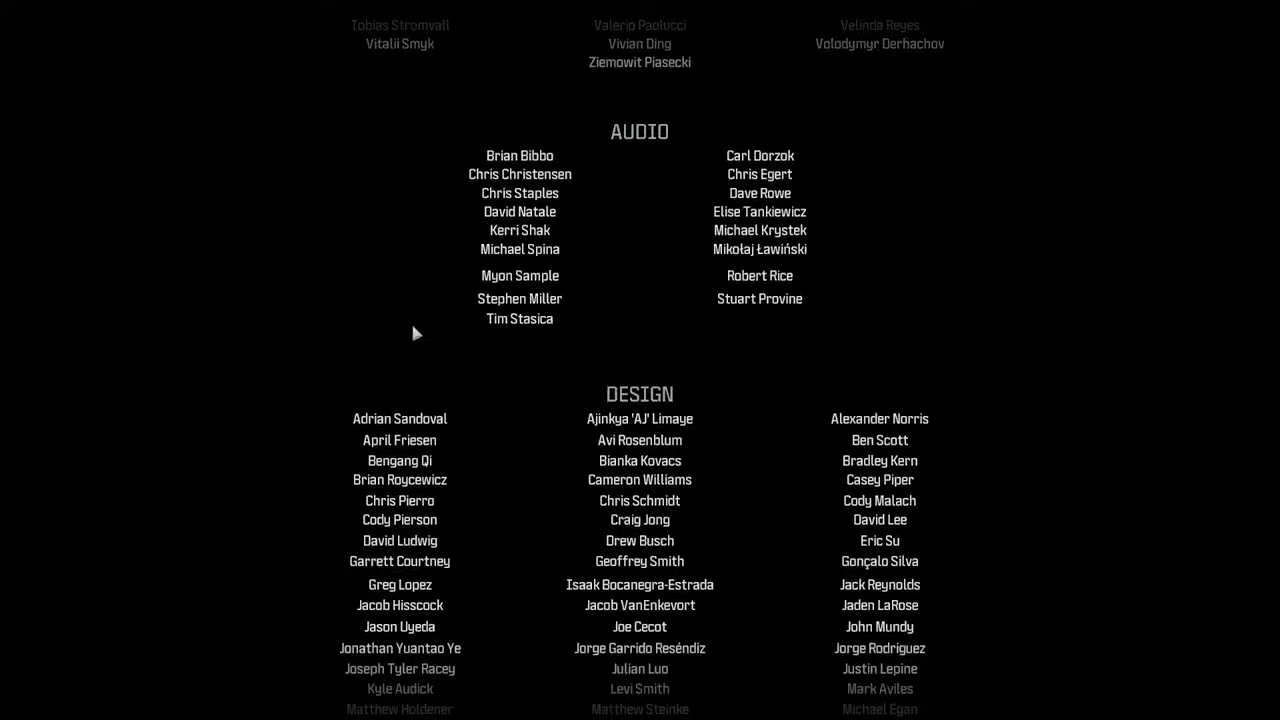 Tobias Stromvall Valerio Paolucci Velinda Reyes
Vitalii Smyk Vivian Ding Volodymyr Derhachov
Ziemowit Piasecki
AUDIO
Brian Bibbo Carl Dorzok
Chris Christensen Chris Egert
Chris Staples Dave Rowe
David Natale Elise Tankiewicz
Kerri Shak Michael Krystek
Michael Spina Mikołaj Ławiński
Myon Sample Robert Rice
Stephen Miller Stuart Provine
Tim Stasica
DESIGN
Adrian Sandoval Ajinkya 'AJ' Limaye Alexander Norris
April Friesen Avi Rosenblum Ben Scott
Bengang Qi Bianka Kovacs Bradley Kern
Brian Roycewicz Cameron Williams Casey Piper
Chris Pierro Chris Schmidt Cody Malach
Cody Pierson Craig Jong David Lee
David Ludwig Drew Busch Eric Su
Garrett Courtney Geoffrey Smith Gonçalo Silva
Greg Lopez Isaak Bocanegra-Estrada Jack Reynolds
Jacob Hisscock Jacob VanEnkevort Jaden LaRose
Jason Uyeda Joe Cecot John Mundy
Jonathan Yuantao Ye Jorge Garrido Reséndiz Jorge Rodriguez
Joseph Tyler Racey Julian Luo Justin Lepine
Kyle Audick Levi Smith Mark Aviles
Matthew Holdener Matthew Steinke Michael Egan